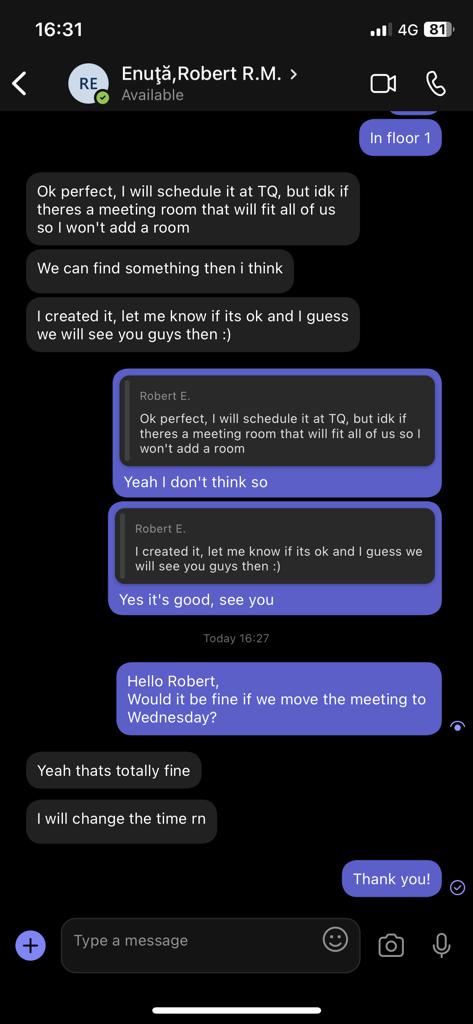 16:31
4G 81
RE
Enuţă,Robert R.M. >
Available
In floor 1
Ok perfect, I will schedule it at TQ, but idk if
theres a meeting room that will fit all of us
so I won't add a room
We can find something then i think
I created it, let me know if its ok and I guess
we will see you guys then :)
Robert E.
Ok perfect, I will schedule it at TQ, but idk if
theres a meeting room that will fit all of us so I
won't add a room
Yeah I don't think so
Robert E.
I created it, let me know if its ok and I guess we
will see you guys then :)
Yes it's good, see you
Today 16:27
Hello Robert,
Would it be fine if we move the meeting to
Wednesday?
Yeah thats totally fine
I will change the time rn
Thank you!
Type a message